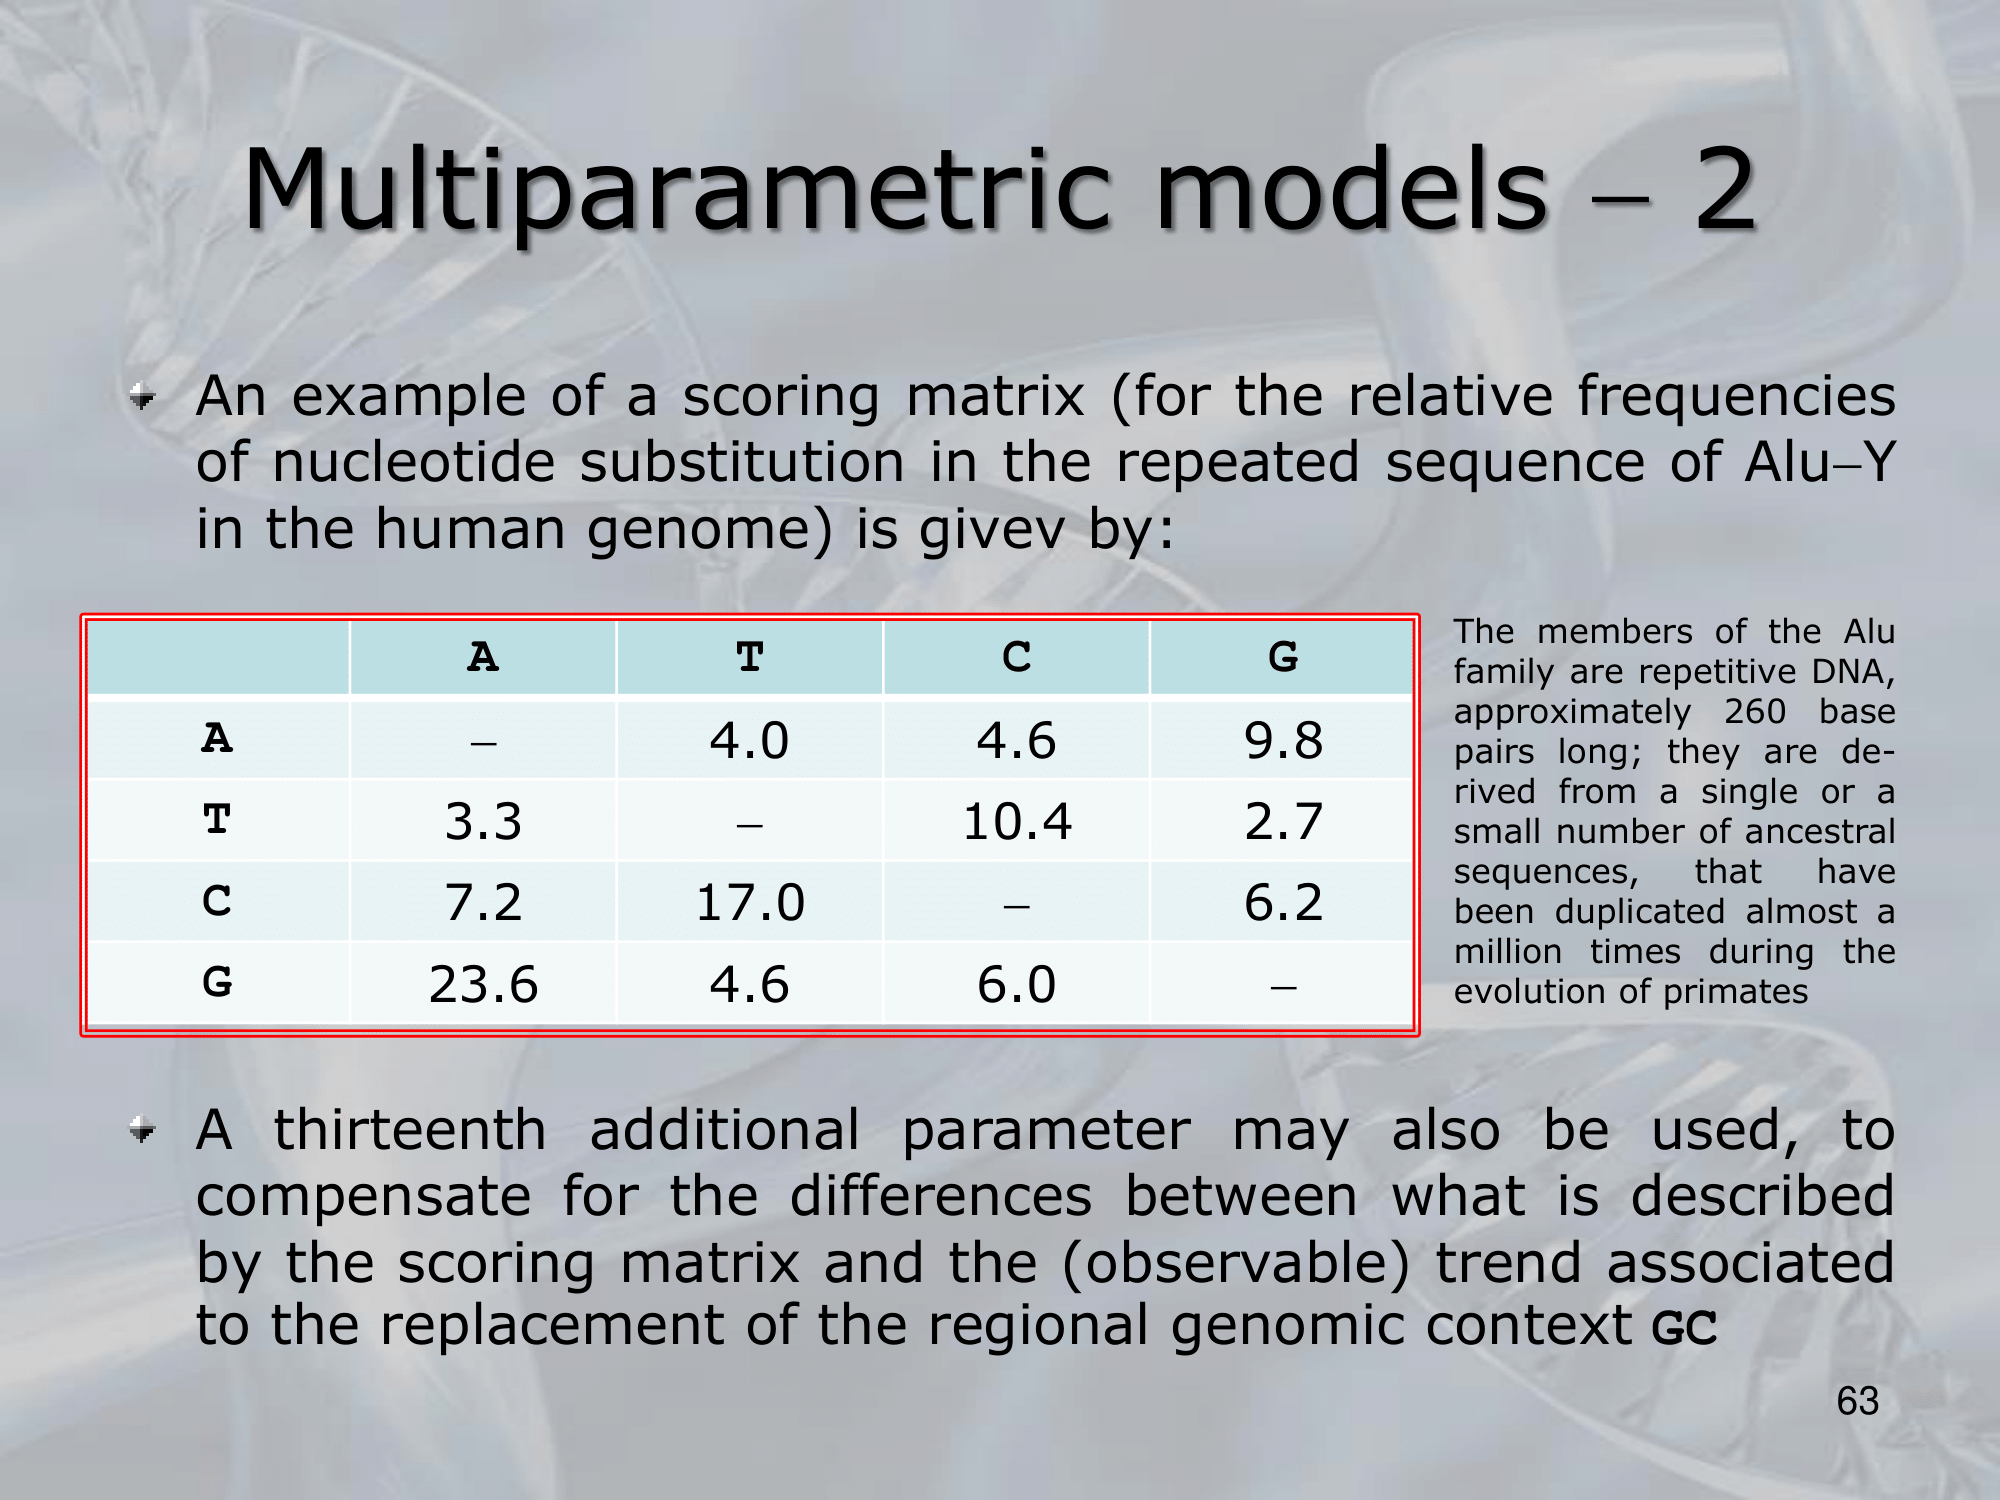 Multiparametric models – 2
An example of a scoring matrix (for the relative frequencies
of nucleotide substitution in the repeated sequence of Alu–Y
in the human genome) is givev by:
A T C G
A – 4.0 4.6 9.8
T 3.3 – 10.4 2.7
C 7.2 17.0 – 6.2
G 23.6 4.6 6.0 –
The members of the Alu
family are repetitive DNA,
approximately 260 base
pairs long; they are de-
rived from a single or a
small number of ancestral
sequences, that have
been duplicated almost a
million times during the
evolution of primates
A thirteenth additional parameter may also be used, to
compensate for the differences between what is described
by the scoring matrix and the (observable) trend associated
to the replacement of the regional genomic context GC
63